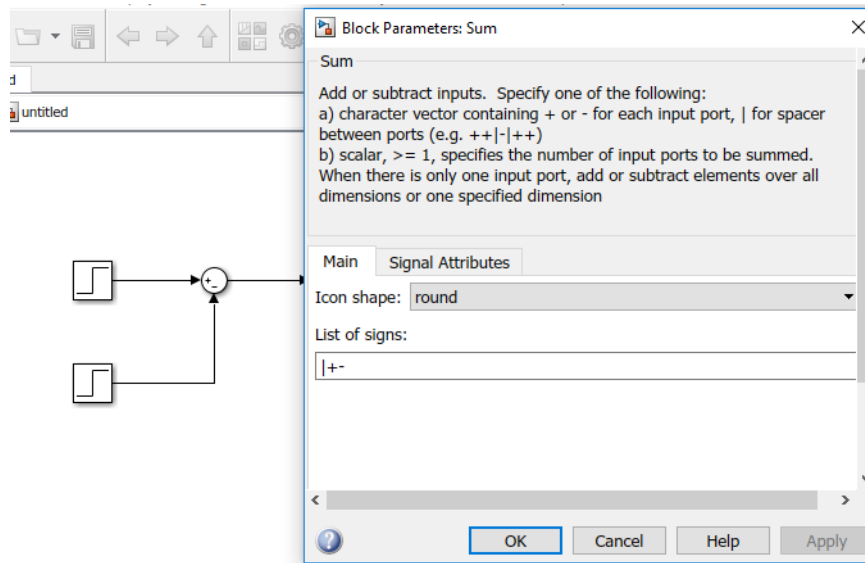 Block Parameters: Sum
d
untitled
Sum
Add or subtract inputs.  Specify one of the following:
a) character vector containing + or - for each input port, | for spacer
between ports (e.g. ++|-|++)
b) scalar, >= 1, specifies the number of input ports to be summed.
When there is only one input port, add or subtract elements over all
dimensions or one specified dimension
Main Signal Attributes
Icon shape: round
List of signs:
|+-
+
-
OK Cancel Help Apply